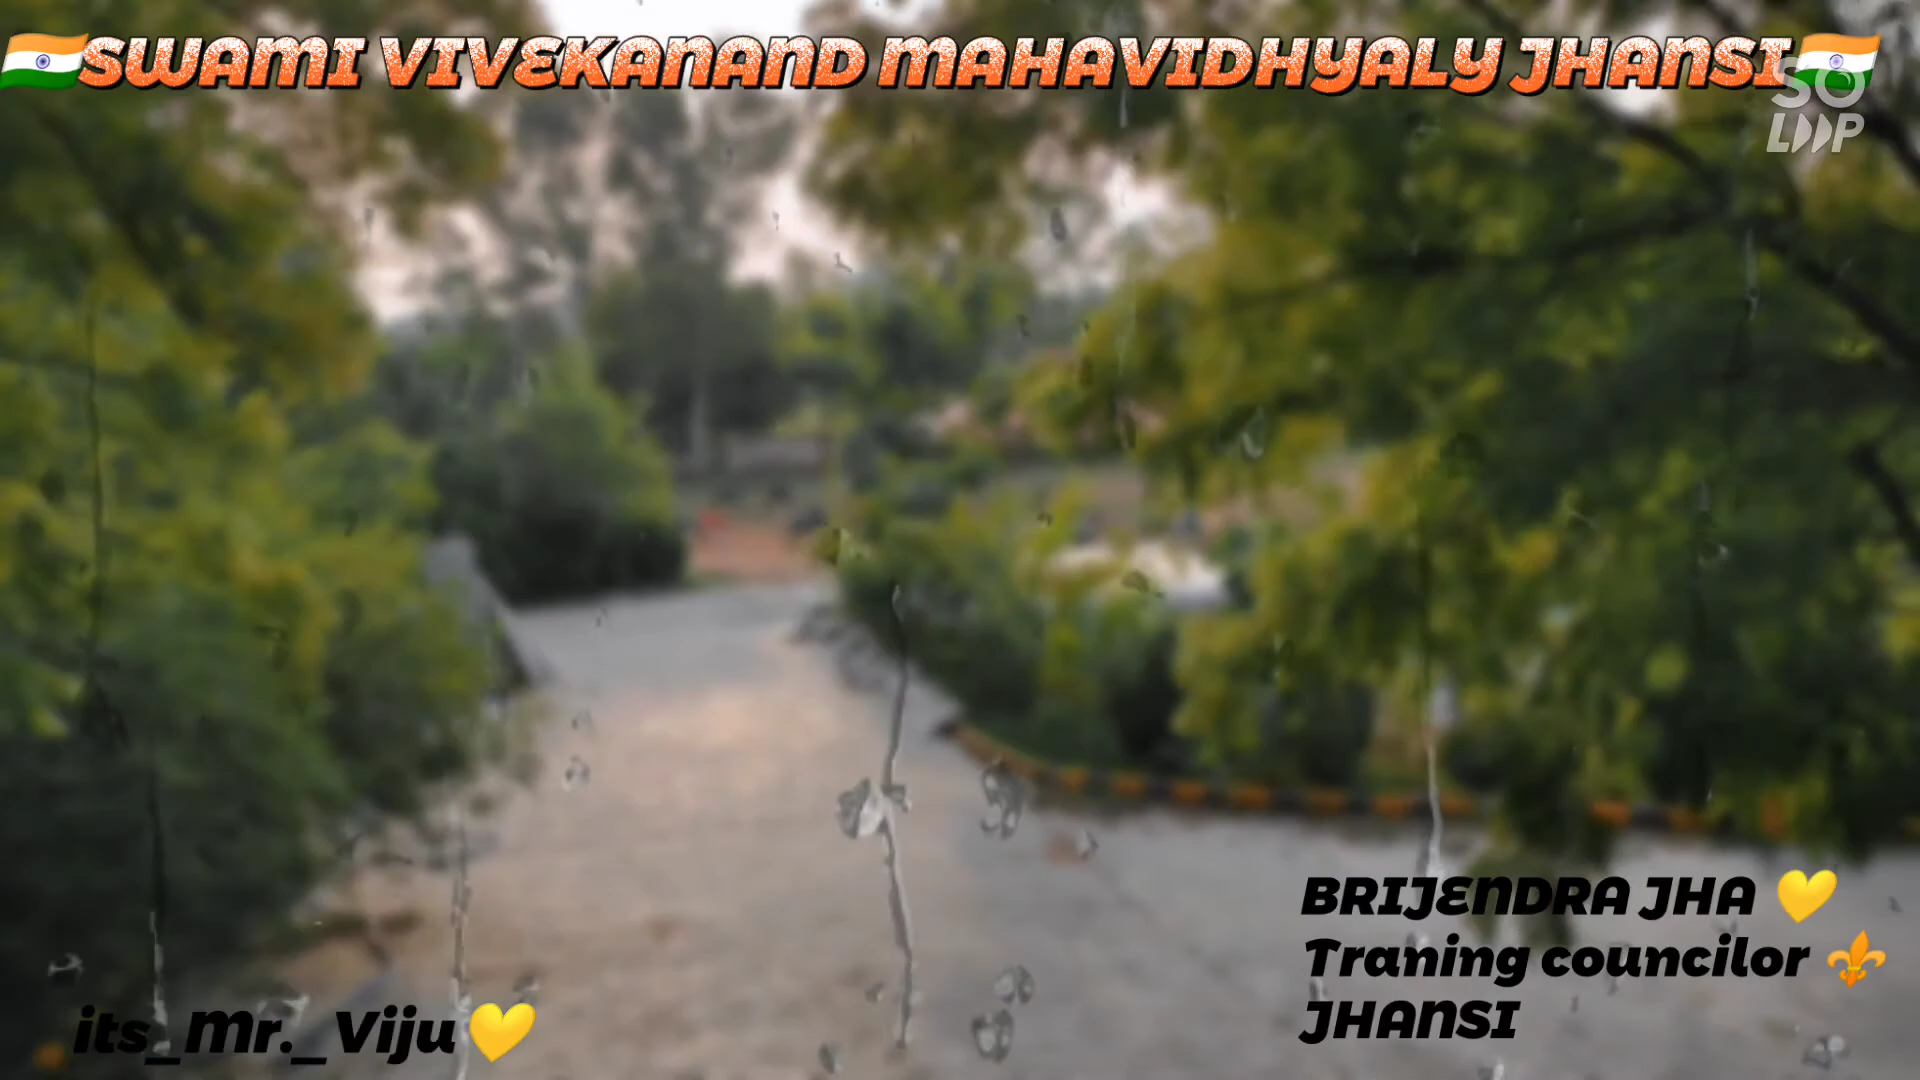 🇮🇳SWAMI VIVEKANAND MAHAVIDHYALY JHANSI🇮🇳
SO
LOOP
BRIJENDRA JHA 💛
Traning councilor ⚜️
JHANSI
its_Mr._Viju 💛